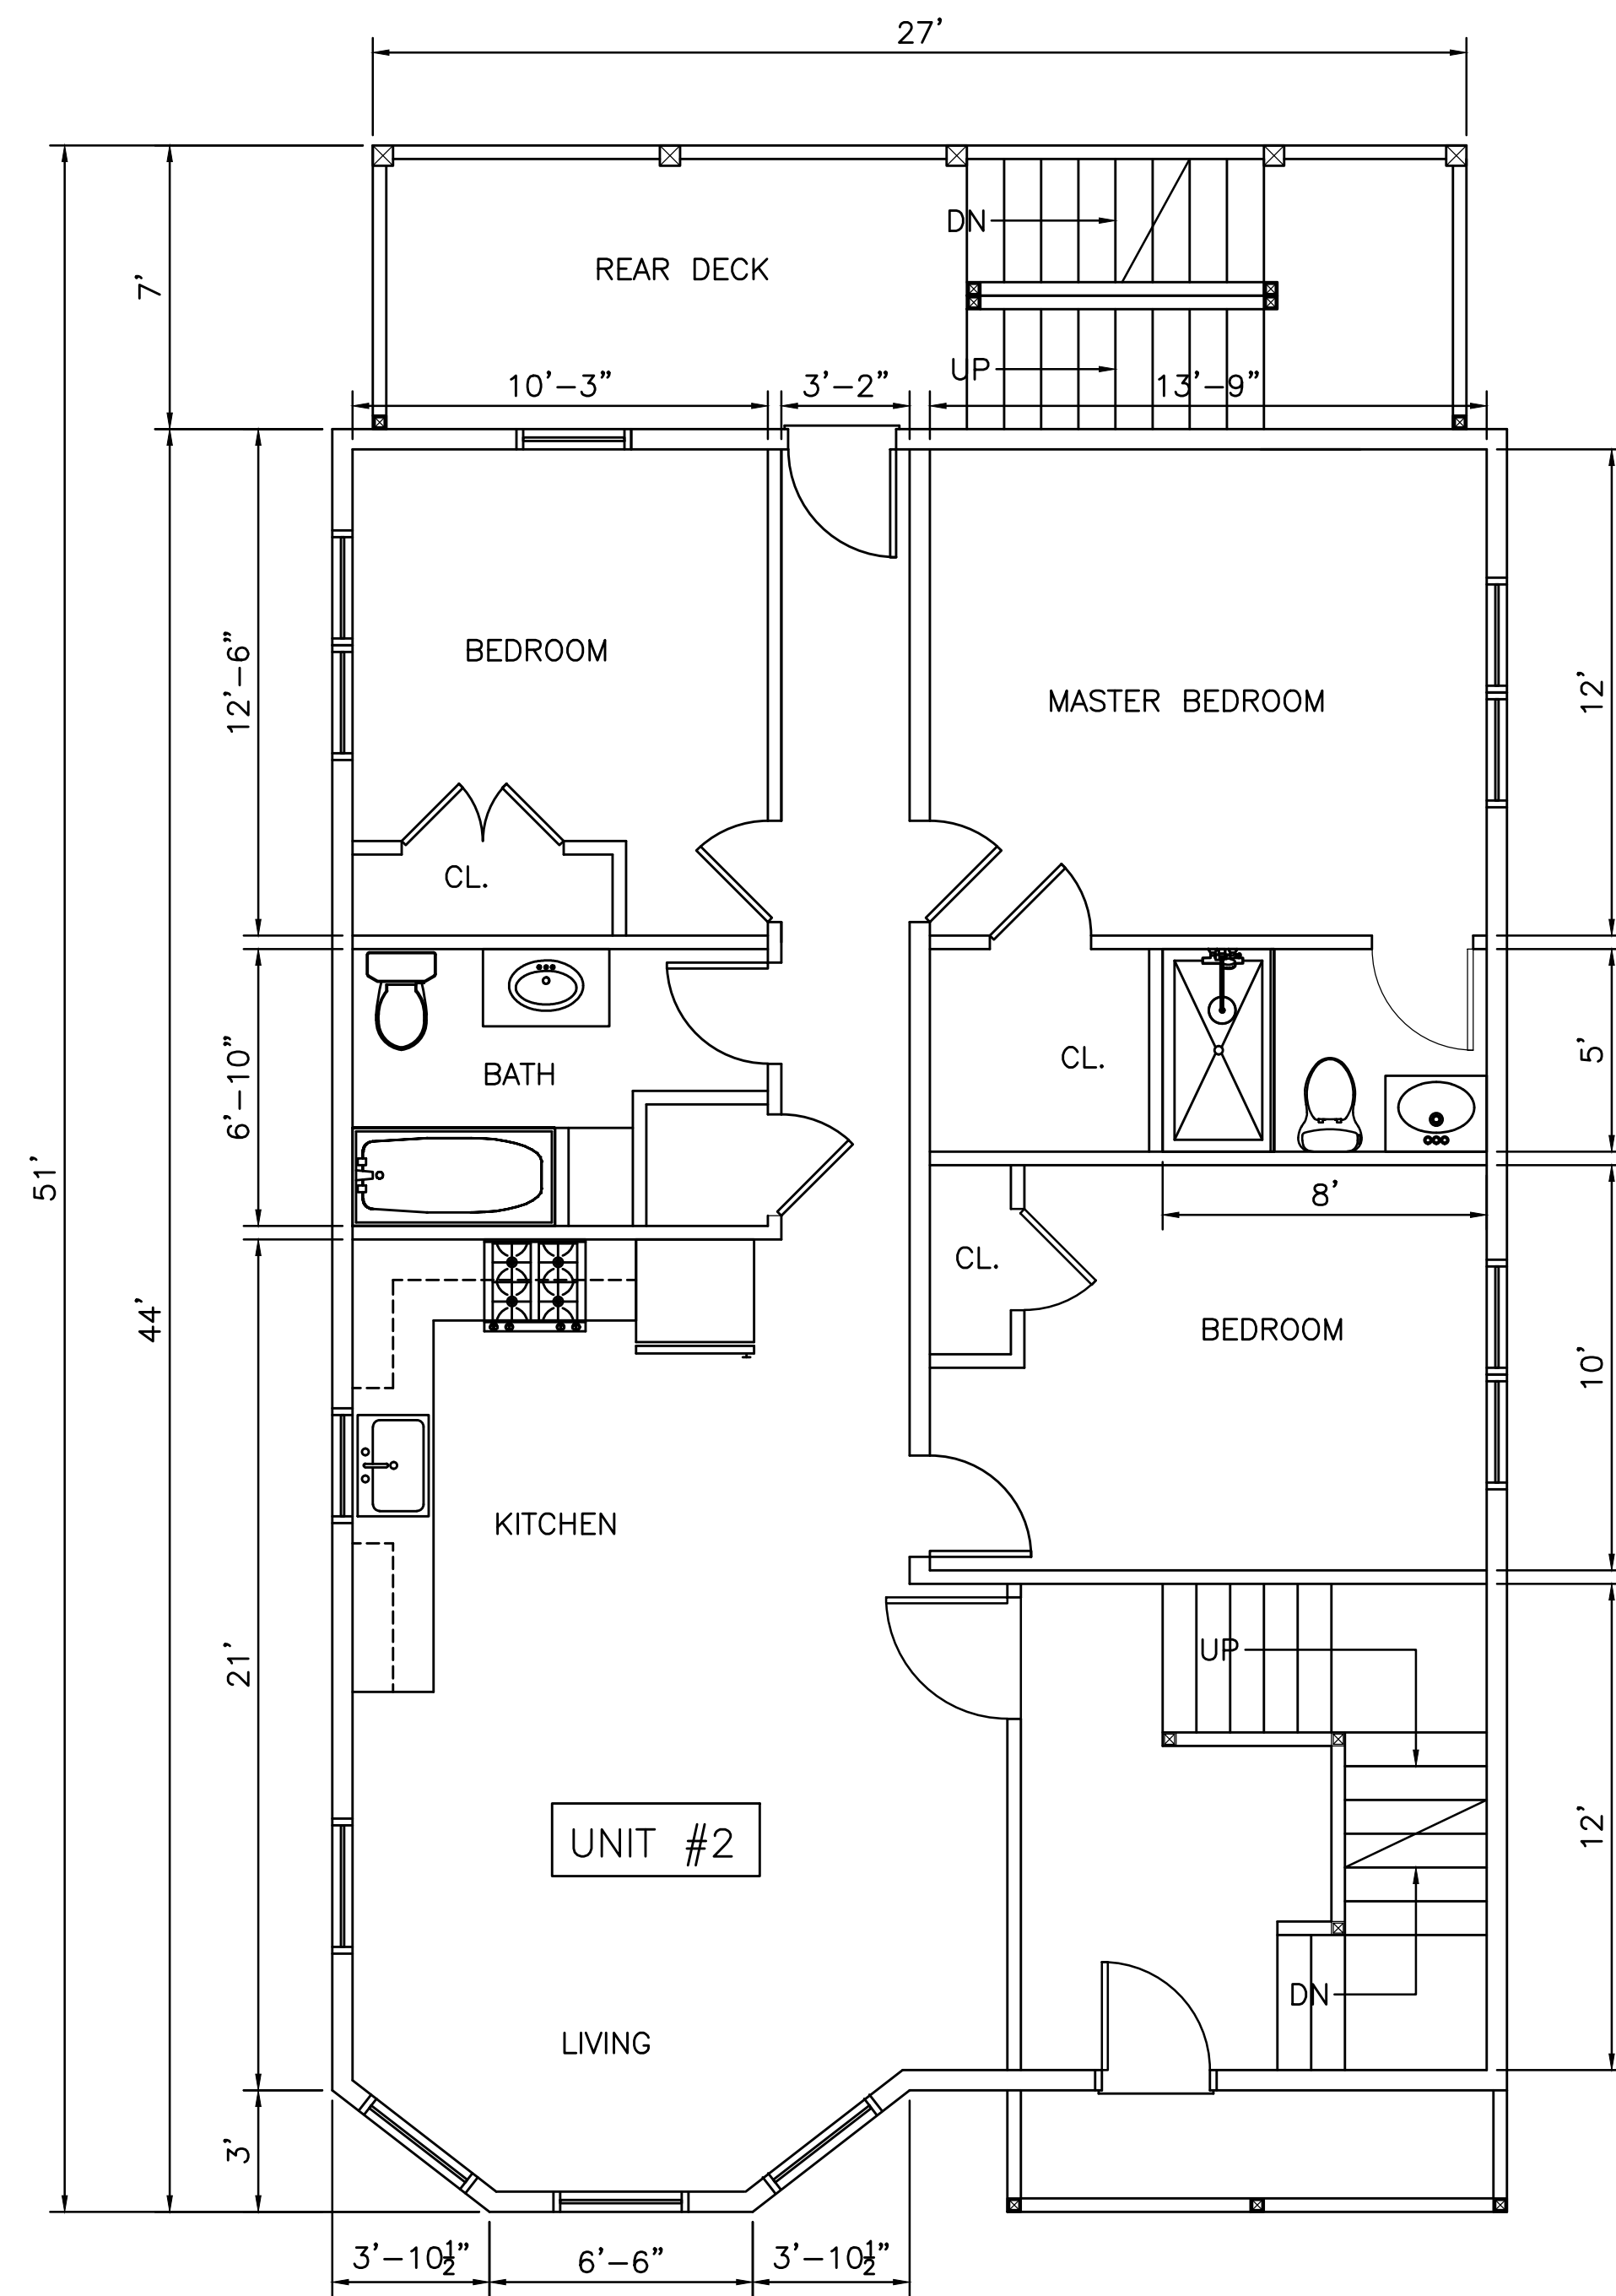 27'
DN
7'
REAR DECK
UP
10'-3"
3'-2"
13'-9"
BEDROOM
12'-6"
MASTER BEDROOM
12'
CL.
6'-10"
BATH
CL.
5'
51'
8'
CL.
44'
BEDROOM
10'
KITCHEN
21'
UP
UNIT #2
12'
DN
LIVING
3'
3'-10½"
6'-6"
3'-10½"